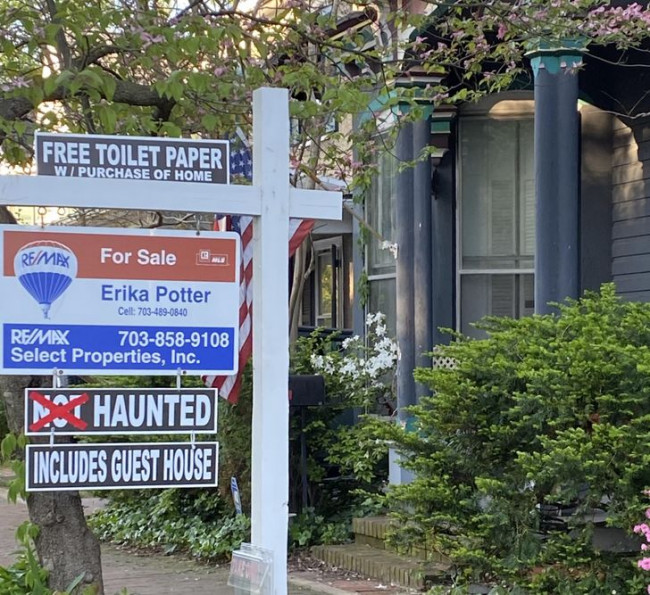 FREE TOILET PAPER
W/ PURCHASE OF HOME
For Sale
MLS
RE/MAX
Erika Potter
Cell: 703-489-0840
RE/MAX 703-858-9108
Select Properties, Inc.
NOT HAUNTED
INCLUDES GUEST HOUSE